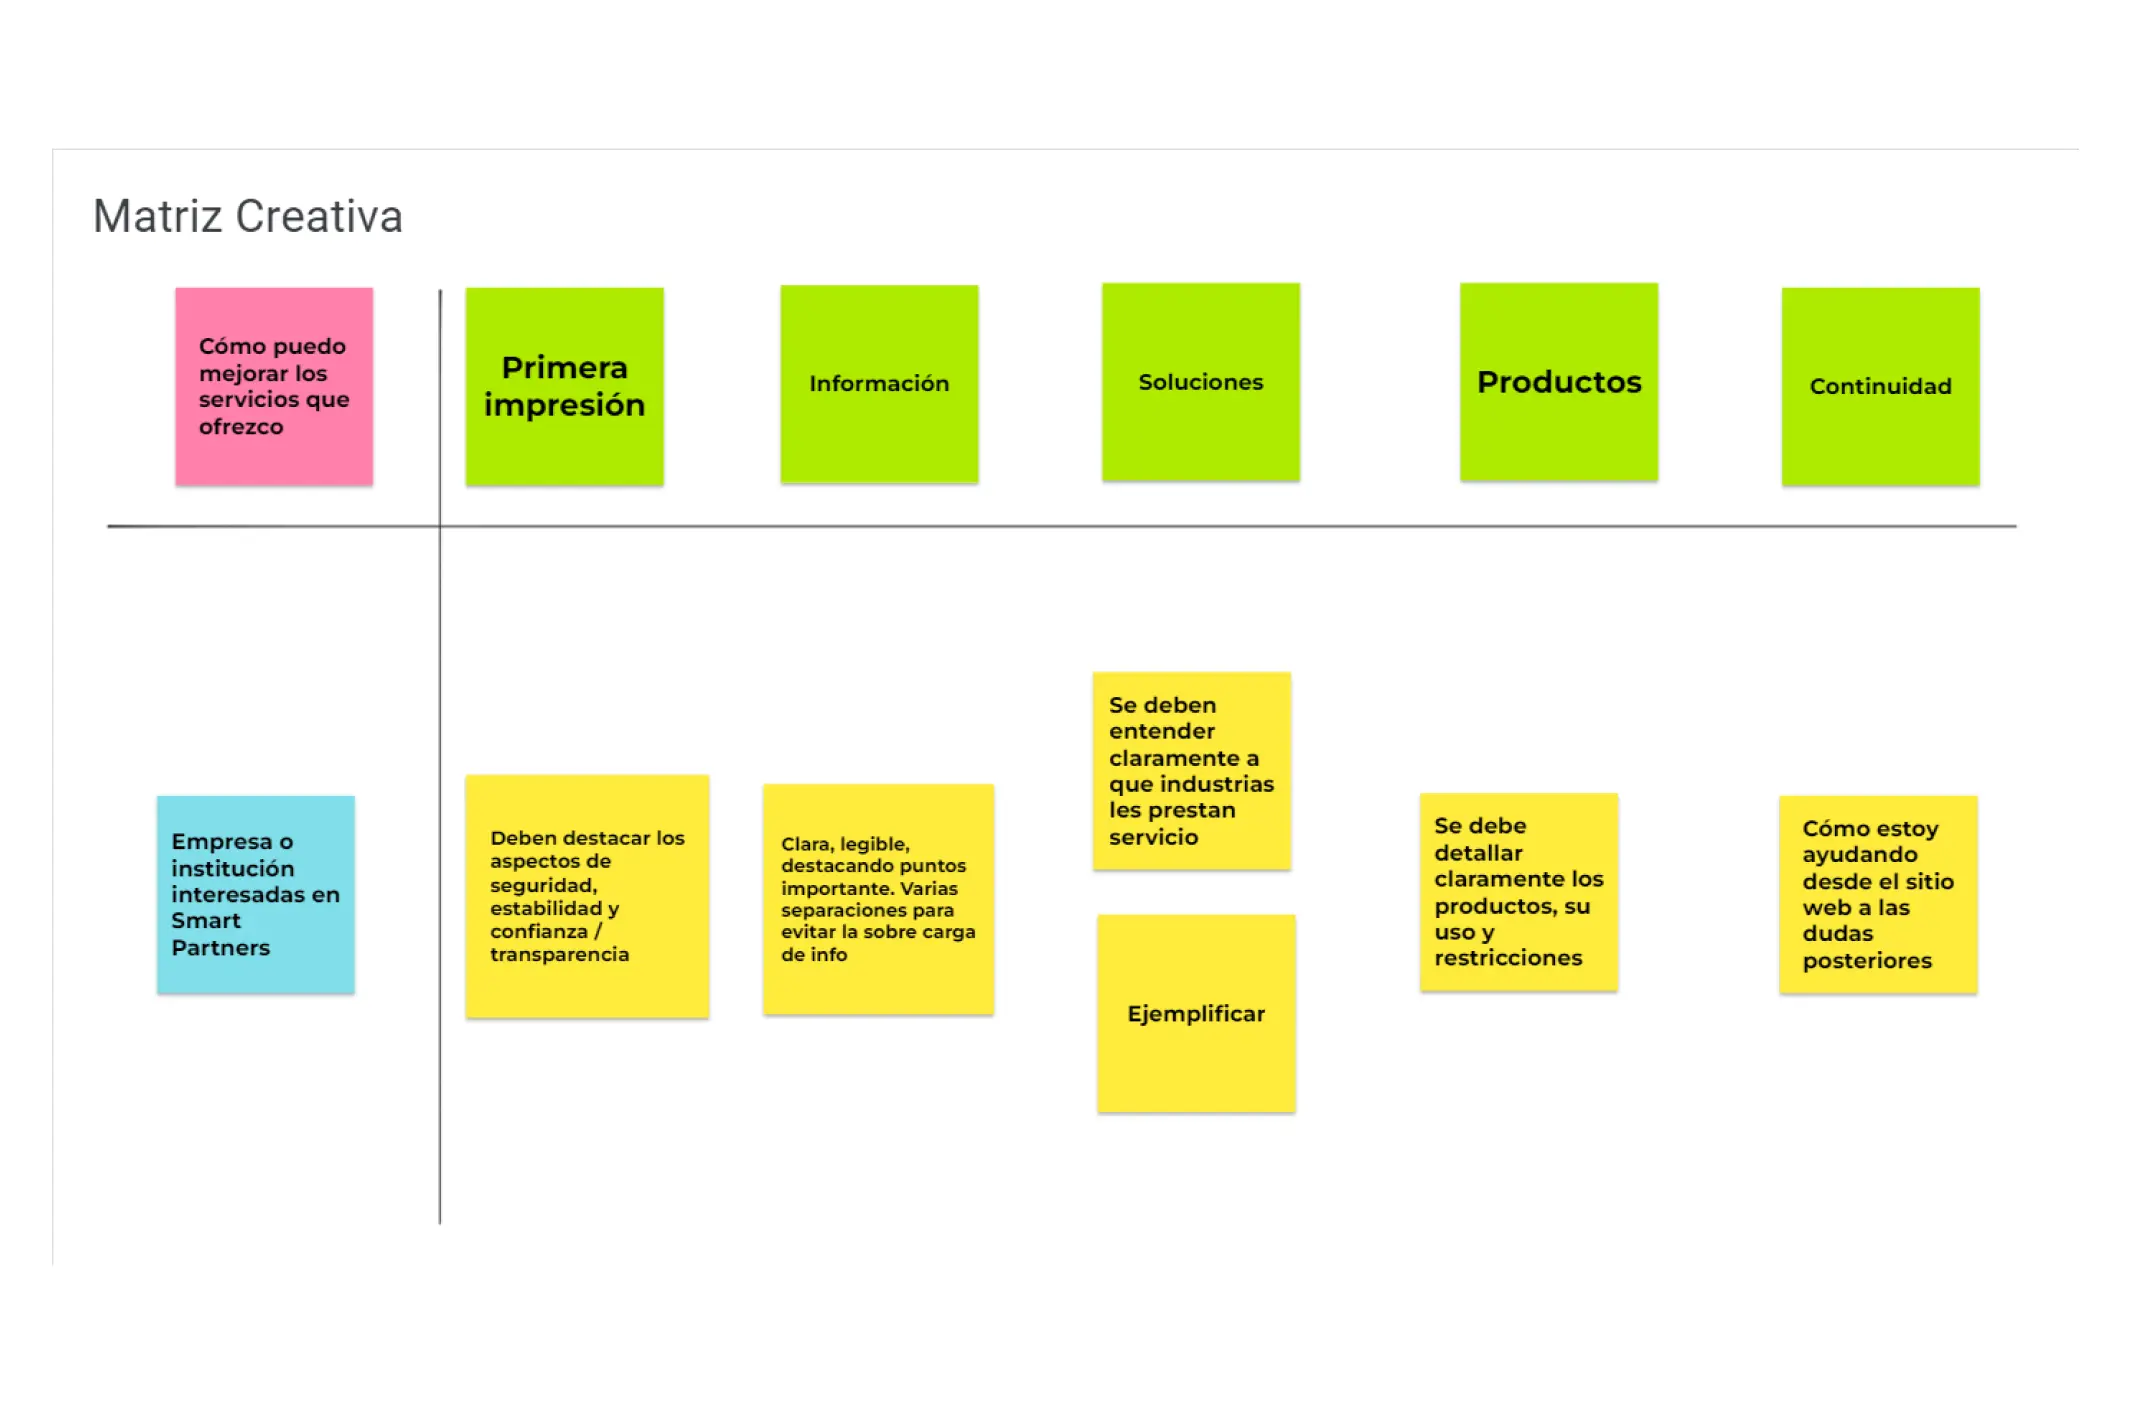 Matriz Creativa
Cómo puedo
mejorar los
servicios que
ofrezco
Primera
impresión
Información
Soluciones
Productos
Continuidad
Empresa o
institución
interesadas en
Smart
Partners
Deben destacar los
aspectos de
seguridad,
estabilidad y
confianza /
transparencia
Clara, legible,
destacando puntos
importante. Varias
separaciones para
evitar la sobre carga
de info
Se deben
entender
claramente a
que industrias
les prestan
servicio
Ejemplificar
Se debe
detallar
claramente los
productos, su
uso y
restricciones
Cómo estoy
ayudando
desde el sitio
web a las
dudas
posteriores